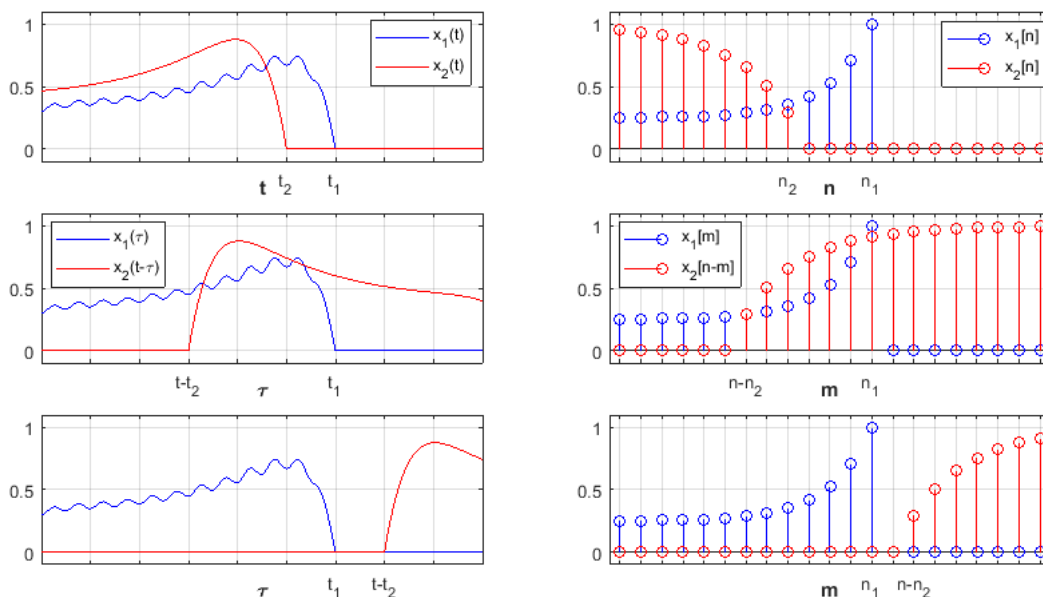 1
0.5
0
x₁(t)
x₂(t)
t
t₂
t₁
1
0.5
0
x₁[n]
x₂[n]
n₂
n
n₁
1
0.5
0
x₁(τ)
x₂(t-τ)
t-t₂
τ
t₁
1
0.5
0
x₁[m]
x₂[n-m]
n-n₂
m
n₁
1
0.5
0
τ
t₁
t-t₂
1
0.5
0
m
n₁
n-n₂